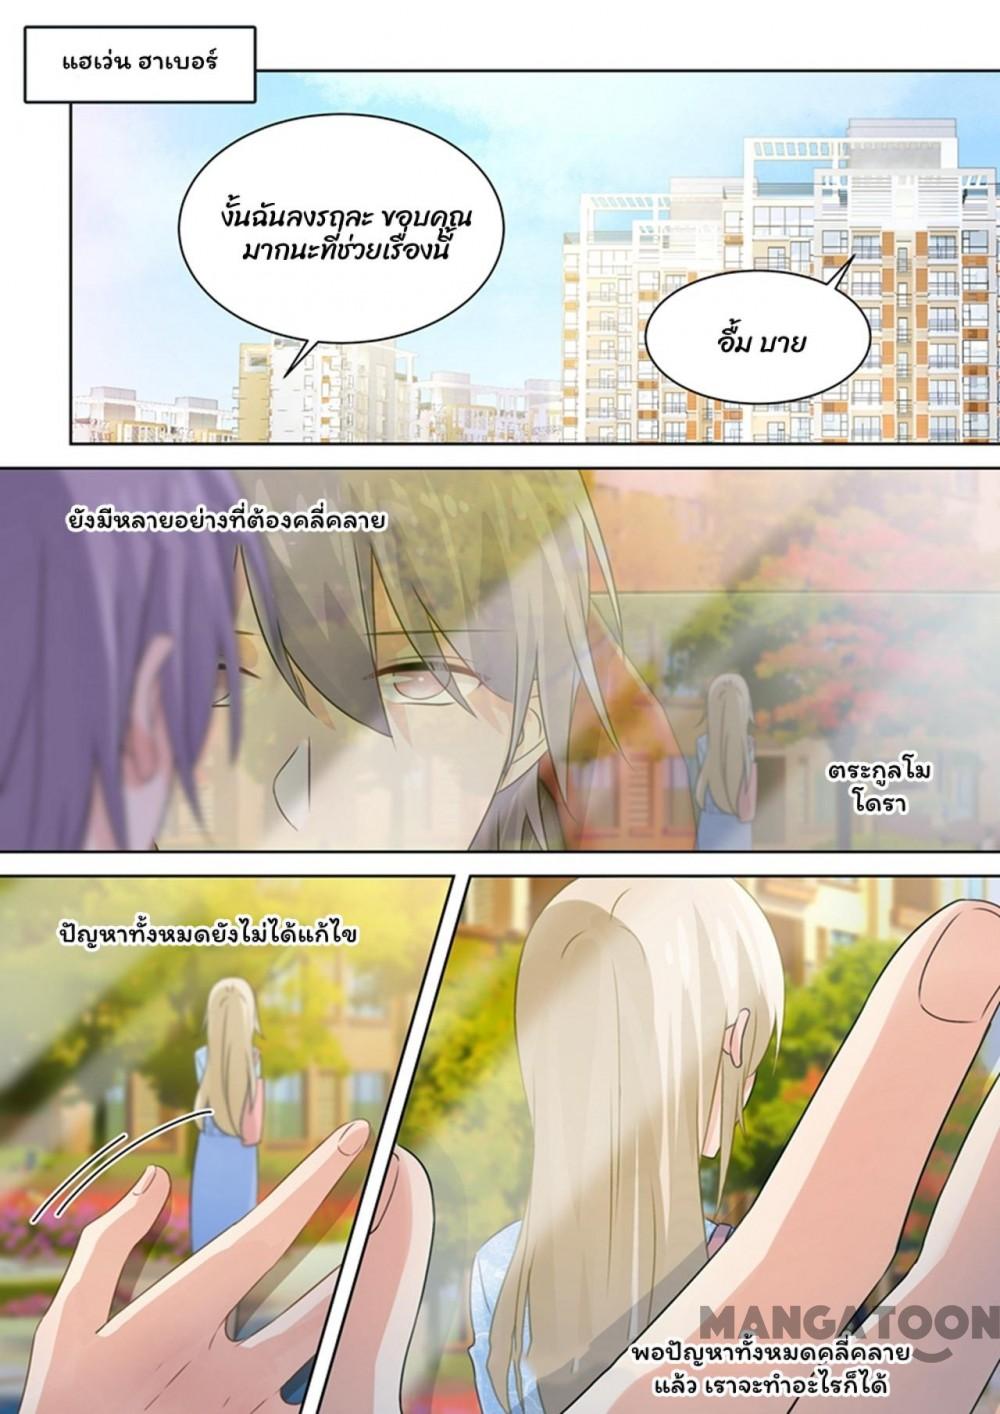 แฮเว่น ฮาเบอร์
งั้นฉันลงรถละ ขอบคุณ
มากนะที่ช่วยเรื่องนี้
อื้ม บาย
ยังมีหลายอย่างที่ต้องคลี่คลาย
ตระกูลโม
โดรา
ปัญหาทั้งหมดยังไม่ได้แก้ไข
MANGATOON
พอปัญหาทั้งหมดคลี่คลาย
แล้ว เราจะทำอะไรก็ได้